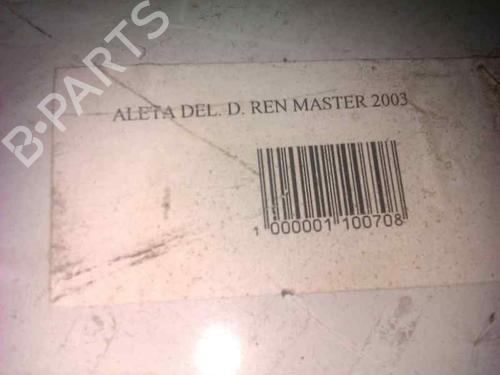 B-PARTS
ALETA DEL. D. REN MASTER 2003
1 000001 100708